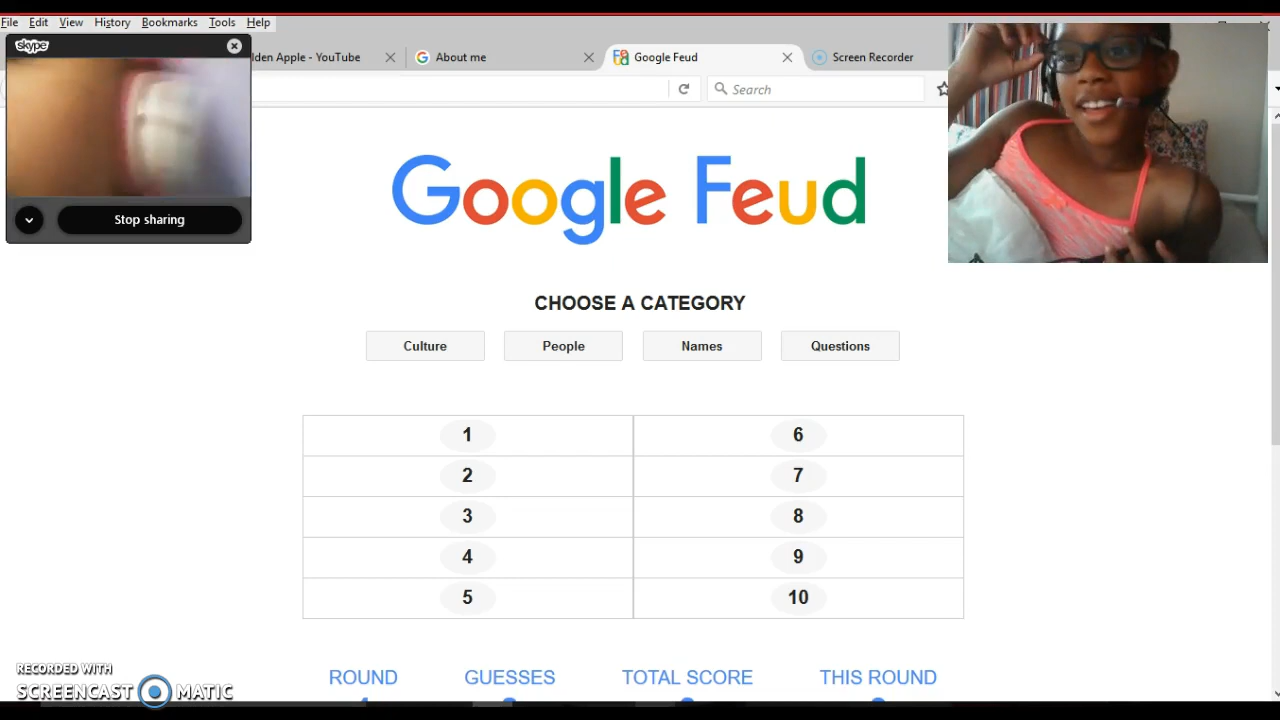 File Edit View History Bookmarks Tools Help
skype
lden Apple - YouTube
About me
Google Feud
Screen Recorder
Search
Stop sharing
Google Feud
CHOOSE A CATEGORY
Culture People Names Questions
1 6
2 7
3 8
4 9
5 10
ROUND GUESSES TOTAL SCORE THIS ROUND
RECORDED WITH
SCREENCAST MATIC